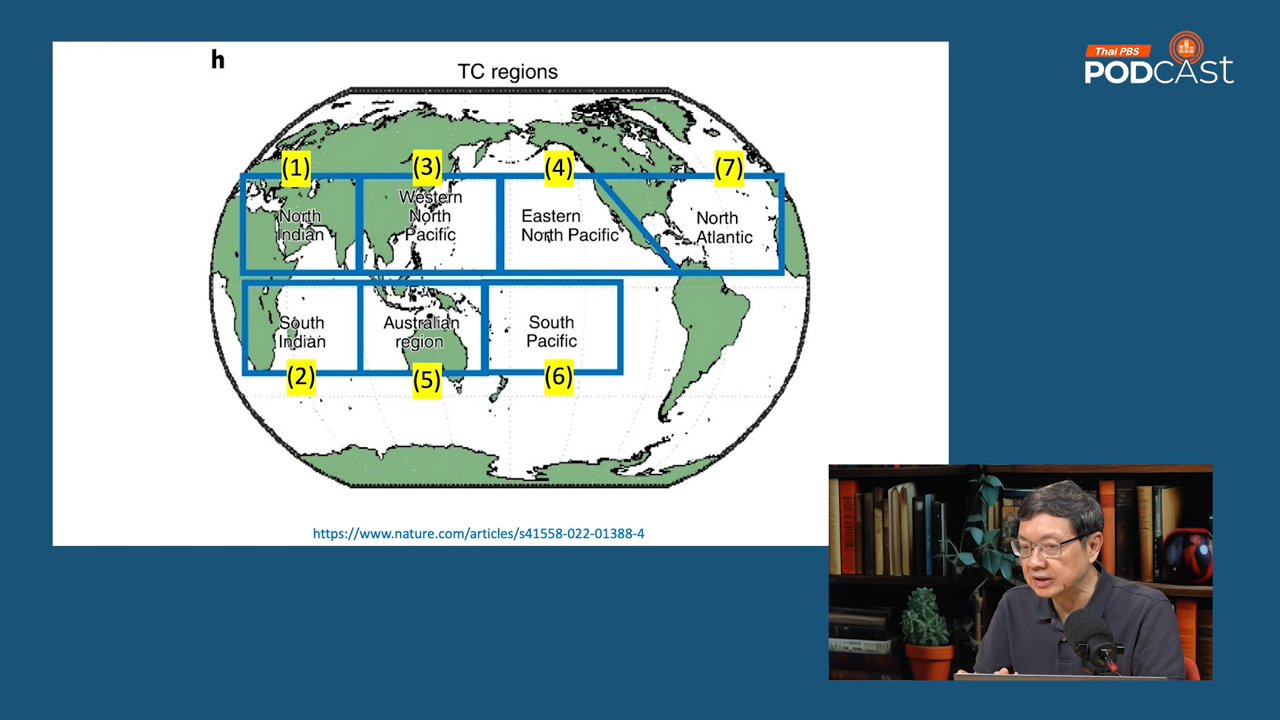 h
TC regions
Thai PBS
PODCAST
(1)
(3)
(4)
(7)
North
Indian
Western
North
Pacific
Eastern
North Pacific
North
Atlantic
South
Indian
Australian
region
South
Pacific
(2)
(5)
(6)
https://www.nature.com/articles/s41558-022-01388-4